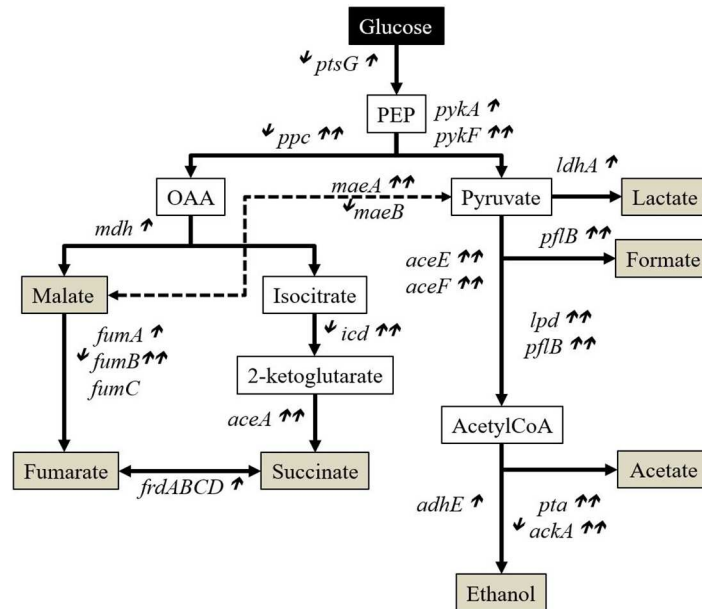 Glucose
ptsG
PEP
pykA
pykF
ppc
ldhA
OAA
maeA
maeB
Pyruvate
Lactate
mdh
pflB
aceE
aceF
Malate
Isocitrate
Formate
fumA
fumB
fumC
icd
lpd
pflB
2-ketoglutarate
aceA
AcetylCoA
Fumarate
frdABCD
Succinate
Acetate
adhE
pta
ackA
Ethanol